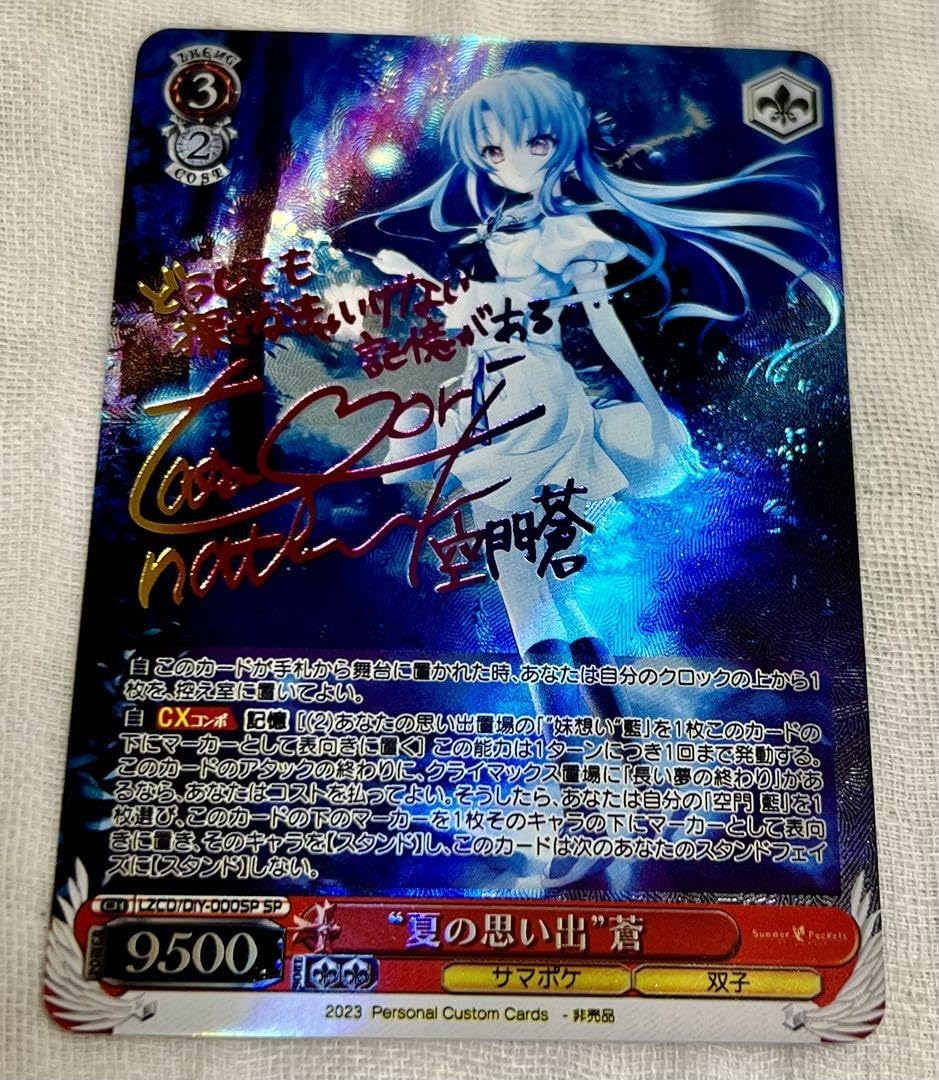 ZHENG
3
2
COST
どうしても
探さなきゃいけない
記憶がある…
空門蒼
自 このカードが手札から舞台に置かれた時、あなたは自分のクロックの上から1
枚を、控え室に置いてよい。
自 CXコンボ 記憶 [(2)あなたの思い出置場の「“妹想い”藍」を1枚このカードの
下にマーカーとして表向きに置く] この能力は1ターンにつき1回まで発動する。
このカードのアタックの終わりに、クライマックス置場に「長い夢の終わり」があ
るなら、あなたはコストを払ってよい。そうしたら、あなたは自分の「空門 藍」を1
枚選び、このカードの下のマーカーを1枚そのキャラの下にマーカーとして表向
きに置き、そのキャラを【スタンド】し、このカードは次のあなたのスタンドフェイ
ズに【スタンド】しない。
LZCD/DIY-000SP SP
9500
“夏の思い出”蒼
Summer Pockets
サマポケ
双子
2023 Personal Custom Cards -非売品